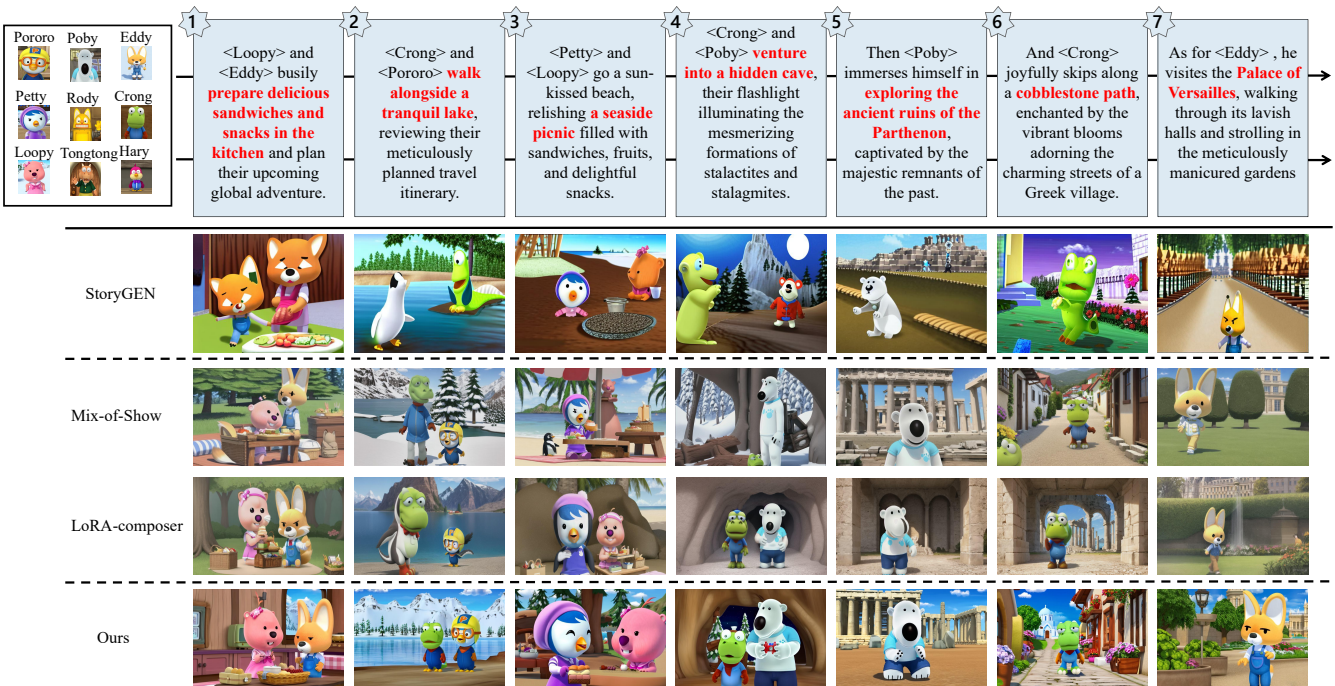 Pororo Poby Eddy
Petty Rody Crong
Loopy Tongtong Hary
1
<Loopy> and
<Eddy> busily
prepare delicious
sandwiches and
snacks in the
kitchen and plan
their upcoming
global adventure.
2
<Crong> and
<Pororo> walk
alongside a
tranquil lake,
reviewing their
meticulously
planned travel
itinerary.
3
<Petty> and
<Loopy> go a sun-
kissed beach,
relishing a seaside
picnic filled with
sandwiches, fruits,
and delightful
snacks.
4
<Crong> and
<Poby> venture
into a hidden cave,
their flashlight
illuminating the
mesmerizing
formations of
stalactites and
stalagmites.
5
Then <Poby>
immerses himself in
exploring the
ancient ruins of the
Parthenon,
captivated by the
majestic remnants of
the past.
6
And <Crong>
joyfully skips along
a cobblestone path,
enchanted by the
vibrant blooms
adorning the
charming streets of a
Greek village.
7
As for <Eddy> , he
visits the Palace of
Versailles, walking
through its lavish
halls and strolling in
the meticulously
manicured gardens
StoryGEN
Mix-of-Show
LoRA-composer
Ours